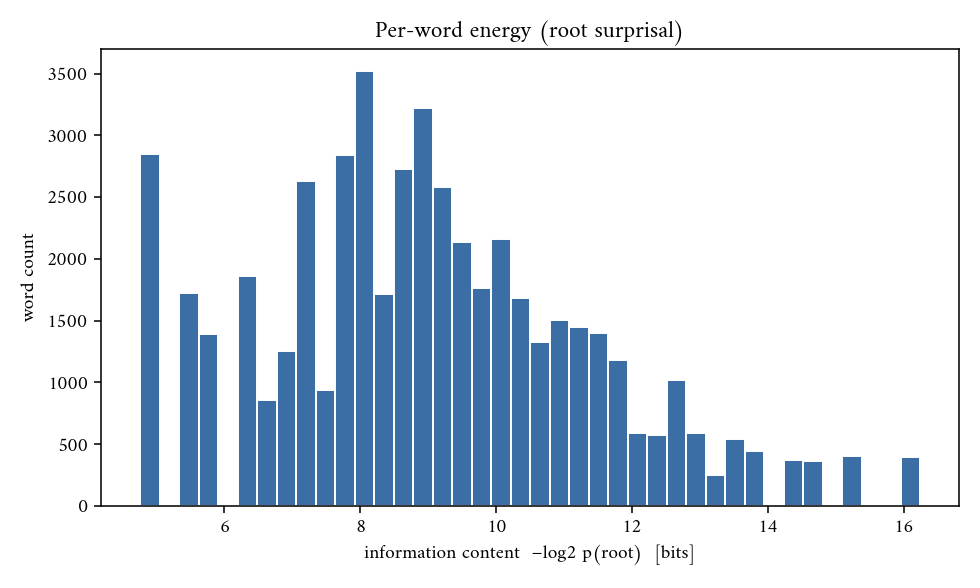 Per-word energy (root surprisal)
3500
3000
2500
2000
1500
1000
500
0
word count
6 8 10 12 14 16
information content −log2 p(root) [bits]